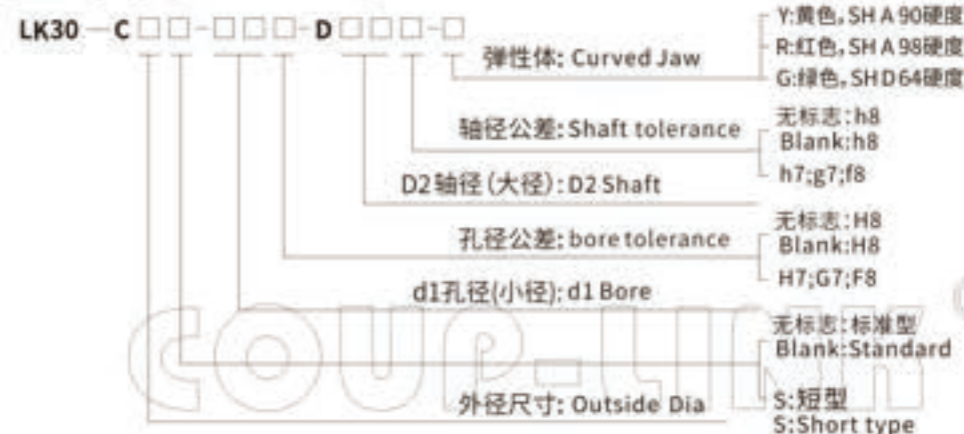 LK30 — C□□-□□□-D□□□-□
弹性体: Curved Jaw
Y:黄色, SH A 90硬度
R:红色, SH A 98硬度
G:绿色, SH D 64硬度
轴径公差: Shaft tolerance
无标志: h8
Blank: h8
h7;g7;f8
D2轴径(大径): D2 Shaft
孔径公差: bore tolerance
无标志: H8
Blank:H8
H7;G7;F8
d1孔径(小径): d1 Bore
无标志: 标准型
Blank:Standard
外径尺寸: Outside Dia
S:短型
S:Short type
COUP-LINK